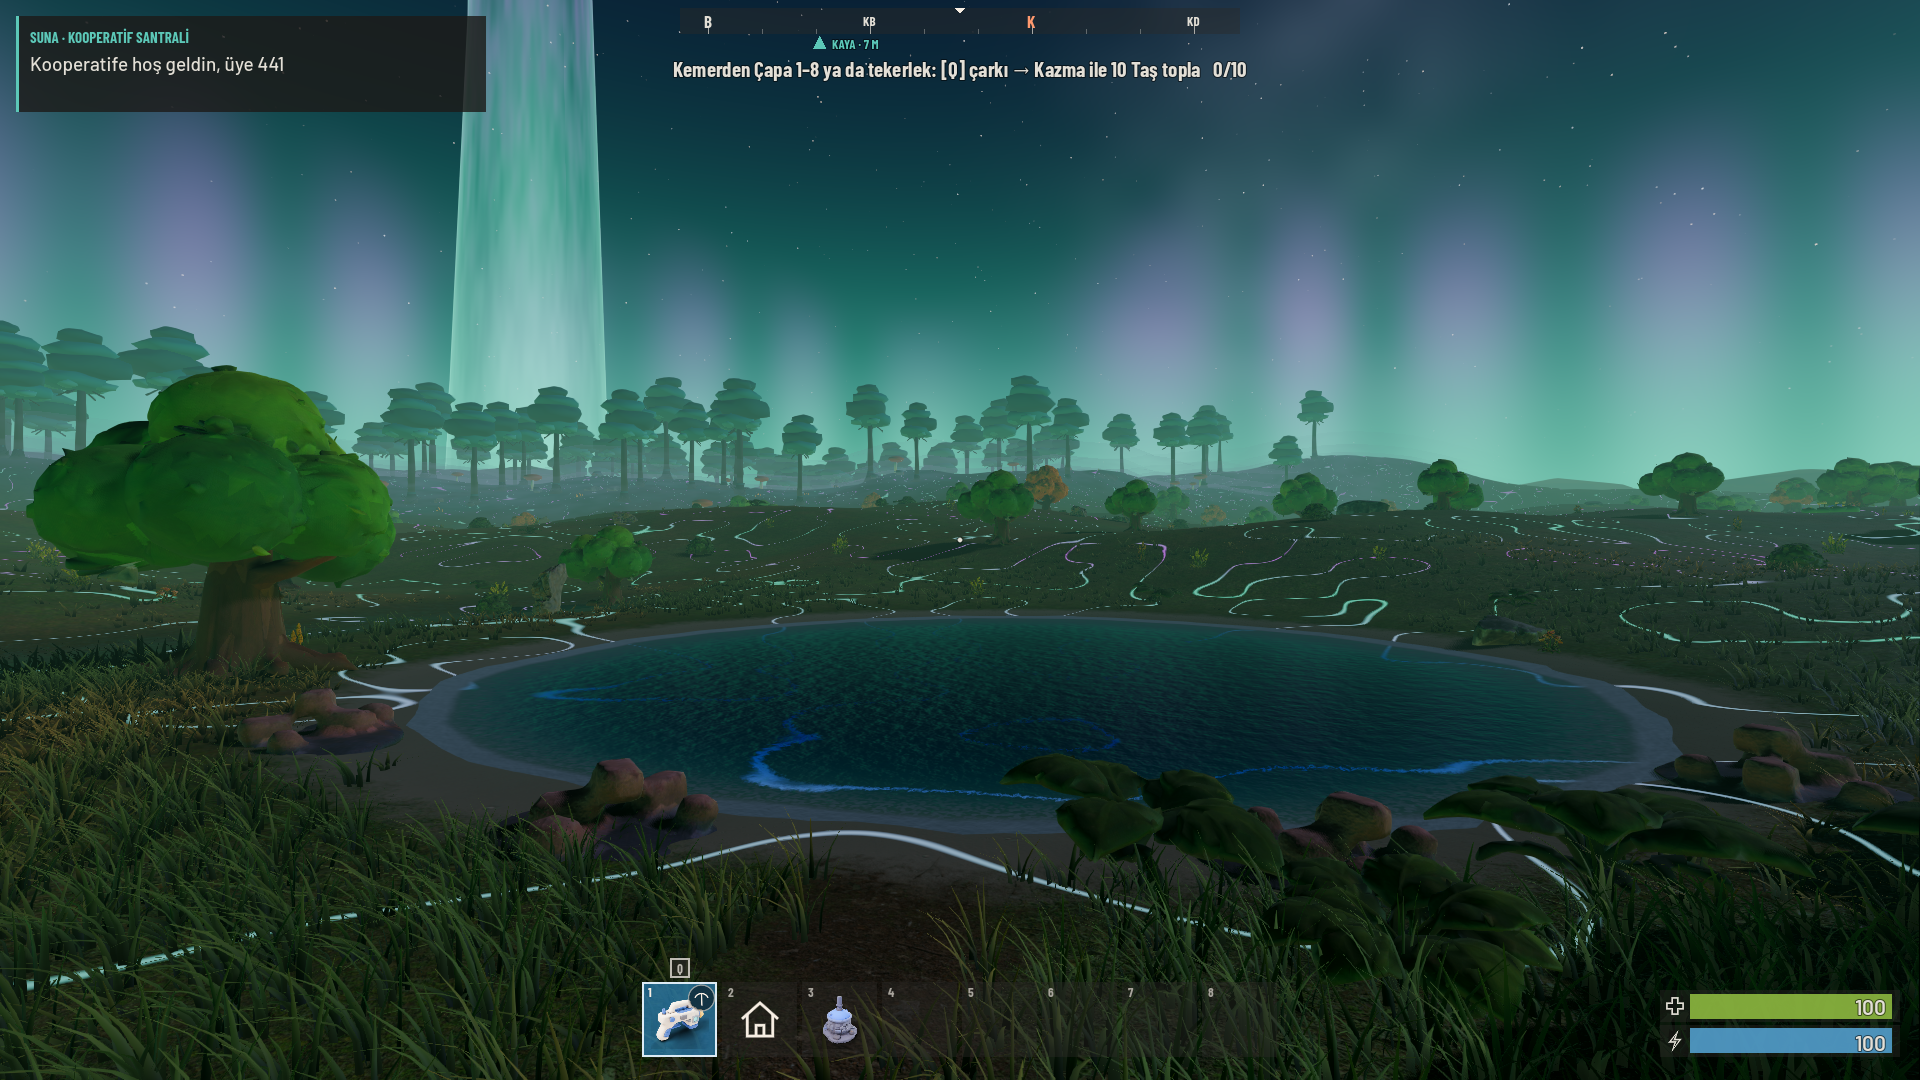 SUNA · KOOPERATİF SANTRALİ
Kooperatife hoş geldin, üye 441
B KB K KD
KAYA · 7 M
Kemerden Çapa 1-8 ya da tekerlek: [Q] çarkı → Kazma ile 10 Taş topla 0/10
Q
1 2 3 4 5 6 7 8
100
100